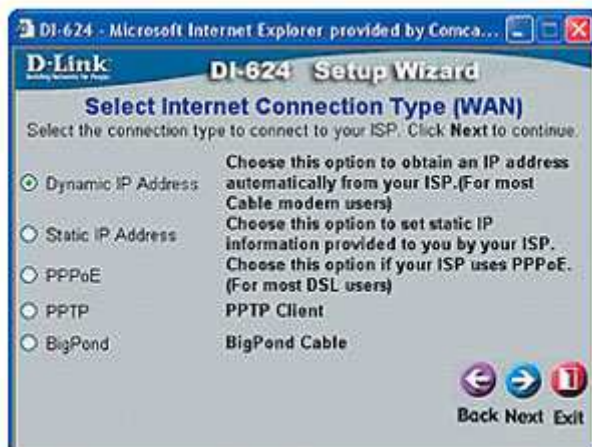 DI-624 - Microsoft Internet Explorer provided by Comca...
D-Link
Building Networks for People
DI-624 Setup Wizard
Select Internet Connection Type (WAN)
Select the connection type to connect to your ISP. Click Next to continue.
Dynamic IP Address
Choose this option to obtain an IP address
automatically from your ISP.(For most
Cable modem users)
Static IP Address
Choose this option to set static IP
information provided to you by your ISP.
PPPoE
Choose this option if your ISP uses PPPoE.
(For most DSL users)
PPTP
PPTP Client
BigPond
BigPond Cable
Back Next Exit